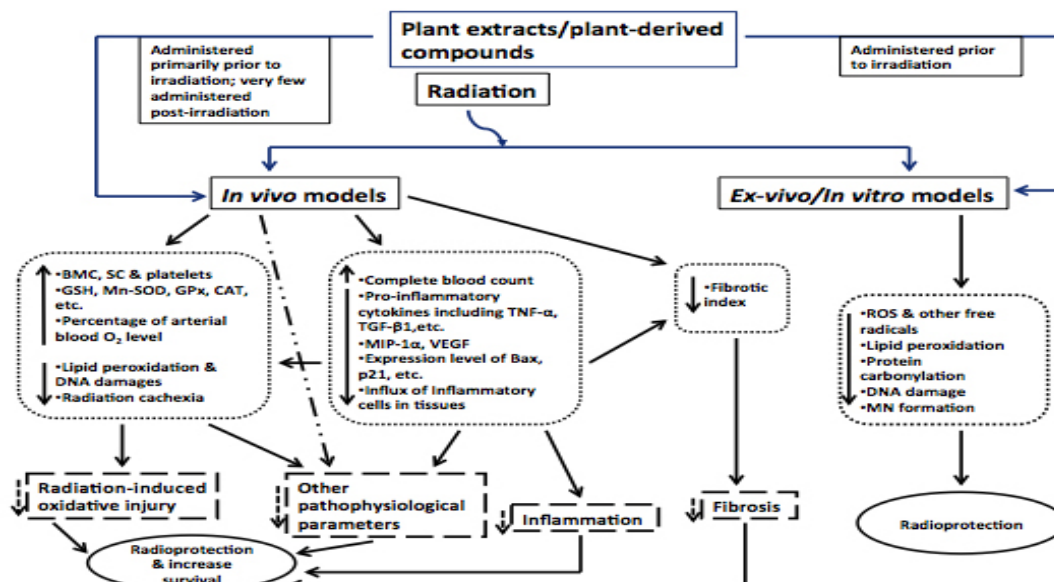 Plant extracts/plant-derived
compounds
Administered
primarily prior to
irradiation; very few
administered
post-irradiation
Administered prior
to irradiation
Radiation
In vivo models
Ex-vivo/In vitro models
•BMC, SC & platelets
•GSH, Mn-SOD, GPx, CAT,
etc.
•Percentage of arterial
blood O₂ level
•Lipid peroxidation &
DNA damages
•Radiation cachexia
•Complete blood count
•Pro-inflammatory
cytokines including TNF-α,
TGF-β1,etc.
•MIP-1α, VEGF
•Expression level of Bax,
p21, etc.
•Influx of Inflammatory
cells in tissues
•Fibrotic
index
•ROS & other free
radicals
•Lipid peroxidation
•Protein
carbonylation
•DNA damage
•MN formation
Radiation-induced
oxidative injury
Other
pathophysiological
parameters
Inflammation
Fibrosis
Radioprotection
Radioprotection
& increase
survival